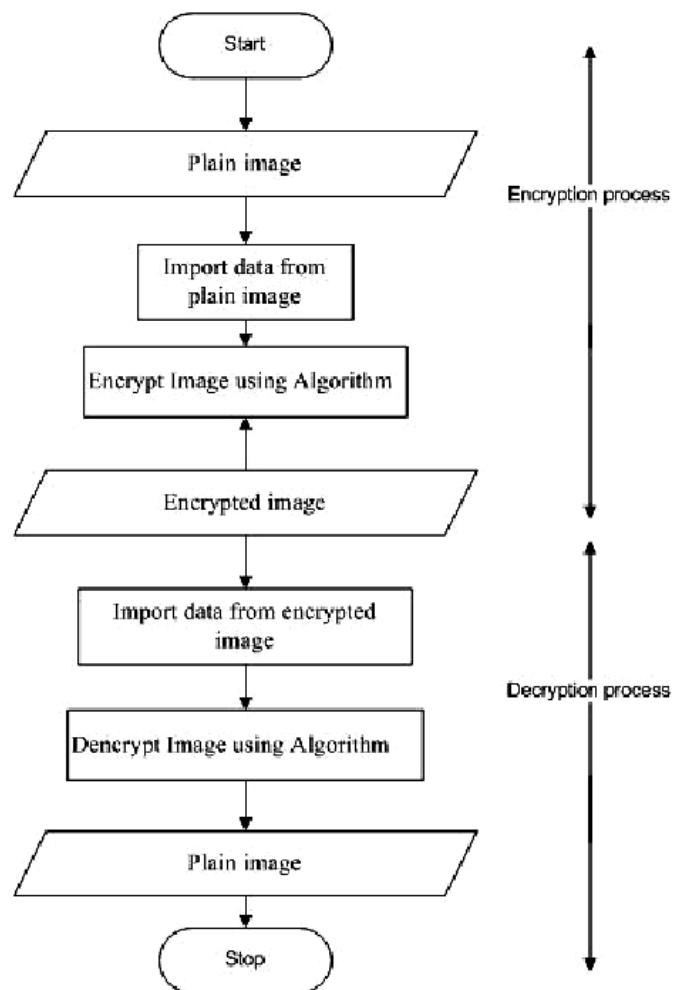 Start
Plain image
Encryption process
Import data from
plain image
Encrypt Image using Algorithm
Encrypted image
Import data from encrypted
image
Decryption process
Dencrypt Image using Algorithm
Plain image
Stop